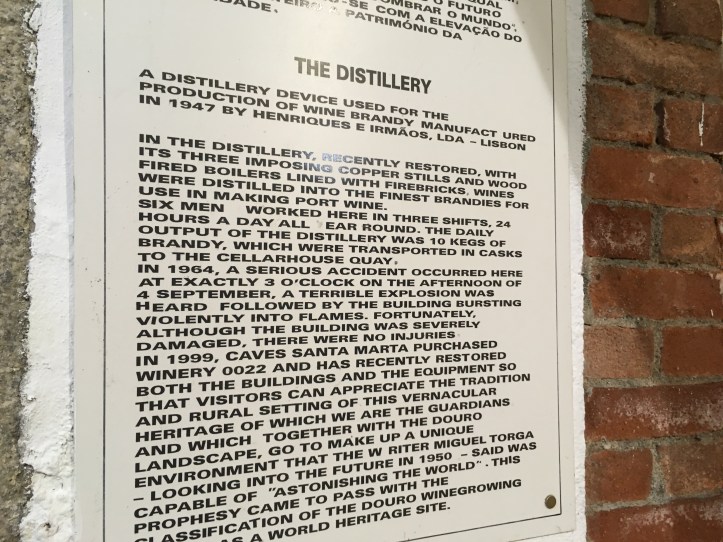 QUAL
O FUTURO
OMBRAR O MUNDO",
-SE COM A ELEVAÇÃO DO
PATRIMÓNIO DA
DADE.
THE DISTILLERY
A DISTILLERY DEVICE USED FOR THE
PRODUCTION OF WINE BRANDY MANUFACT URED
IN 1947 BY HENRIQUES E IRMÃOS, LDA – LISBON
IN THE DISTILLERY, RECENTLY RESTORED, WITH
ITS THREE IMPOSING COPPER STILLS AND WOOD
FIRED BOILERS LINED WITH FIREBRICKS, WINES
WERE DISTILLED INTO THE FINEST BRANDIES FOR
USE IN MAKING PORT WINE.
SIX MEN WORKED HERE IN THREE SHIFTS, 24
HOURS A DAY ALL EAR ROUND. THE DAILY
OUTPUT OF THE DISTILLERY WAS 10 KEGS OF
BRANDY, WHICH WERE TRANSPORTED IN CASKS
TO THE CELLARHOUSE QUAY.
IN 1964, A SERIOUS ACCIDENT OCCURRED HERE
AT EXACTLY 3 O'CLOCK ON THE AFTERNOON OF
4 SEPTEMBER, A TERRIBLE EXPLOSION WAS
HEARD FOLLOWED BY THE BUILDING BURSTING
VIOLENTLY INTO FLAMES. FORTUNATELY,
ALTHOUGH THE BUILDING WAS SEVERELY
DAMAGED, THERE WERE NO INJURIES
IN 1999, CAVES SANTA MARTA PURCHASED
WINERY 0022 AND HAS RECENTLY RESTORED
BOTH THE BUILDINGS AND THE EQUIPMENT SO
THAT VISITORS CAN APPRECIATE THE TRADITION
AND RURAL SETTING OF THIS VERNACULAR
HERITAGE OF WHICH WE ARE THE GUARDIANS
AND WHICH TOGETHER WITH THE DOURO
LANDSCAPE, GO TO MAKE UP A UNIQUE
ENVIRONMENT THAT THE W RITER MIGUEL TORGA
– LOOKING INTO THE FUTURE IN 1950 – SAID WAS
CAPABLE OF "ASTONISHING THE WORLD". THIS
PROPHESY CAME TO PASS WITH THE
CLASSIFICATION OF THE DOURO WINEGROWING
AS A WORLD HERITAGE SITE.